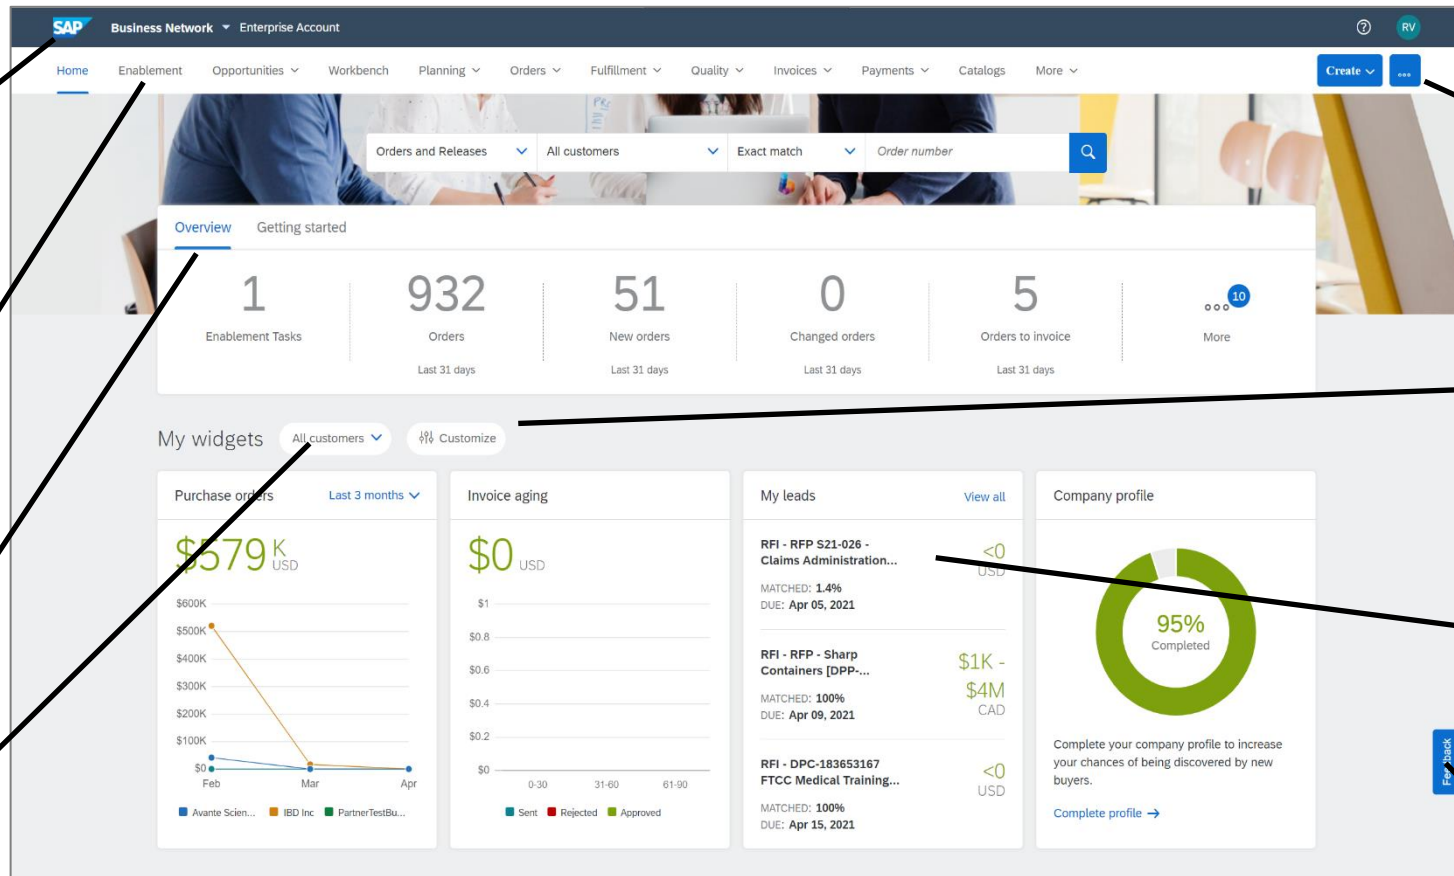 SAP Business Network Enterprise Account RV
Home Enablement Opportunities Workbench Planning Orders Fulfillment Quality Invoices Payments Catalogs More Create
Orders and Releases All customers Exact match Order number
Overview Getting started
1 932 51 0 5 10
Enablement Tasks Orders New orders Changed orders Orders to invoice More
Last 31 days Last 31 days Last 31 days Last 31 days
My widgets All customers Customize
Purchase orders Last 3 months
$579 K USD
$600K
$500K
$400K
$300K
$200K
$100K
$0
Feb Mar Apr
Avante Scien... IBD Inc PartnerTestBu...
Invoice aging
$0 USD
$1
$0.8
$0.6
$0.4
$0.2
$0
0-30 31-60 61-90
Sent Rejected Approved
My leads View all
RFI - RFP S21-026 -
Claims Administration...
<0
USD
MATCHED: 1.4%
DUE: Apr 05, 2021
RFI - RFP - Sharp
Containers [DPP-...
$1K -
$4M
CAD
MATCHED: 100%
DUE: Apr 09, 2021
RFI - DPC-183653167
FTCC Medical Training...
<0
USD
MATCHED: 100%
DUE: Apr 15, 2021
Company profile
95%
Completed
Complete your company profile to increase
your chances of being discovered by new
buyers.
Complete profile
Feedback